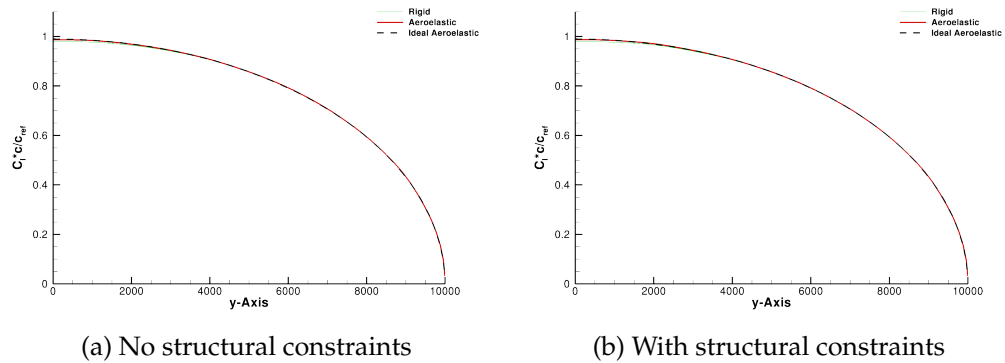 Rigid
Aeroelastic
Ideal Aeroelastic
1
0.8
0.6
0.4
0.2
0
C_l*c/c_ref
0 2000 4000 6000 8000 10000
y-Axis
(a) No structural constraints
Rigid
Aeroelastic
Ideal Aeroelastic
1
0.8
0.6
0.4
0.2
0
C_l*c/c_ref
0 2000 4000 6000 8000 10000
y-Axis
(b) With structural constraints